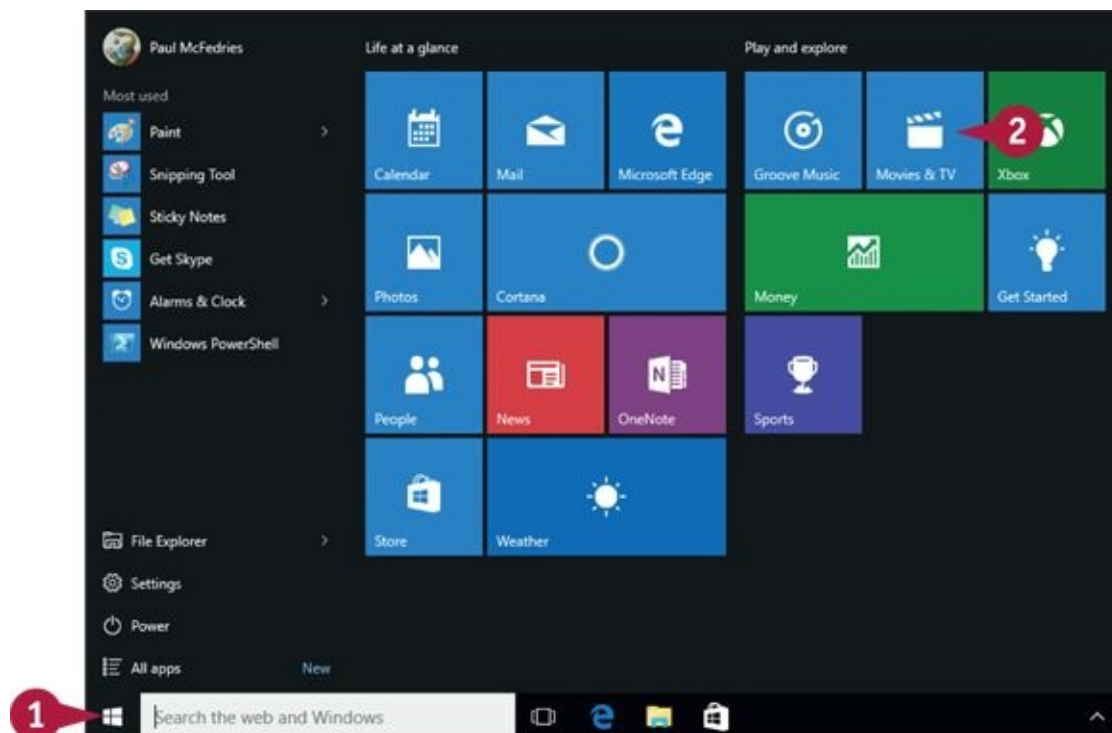 Paul McFedries
Most used
Paint
Snipping Tool
Sticky Notes
Get Skype
Alarms & Clock
Windows PowerShell
File Explorer
Settings
Power
All apps New
Life at a glance
Calendar
Mail
Microsoft Edge
Photos
Cortana
People
News
OneNote
Store
Weather
Play and explore
Groove Music
Movies & TV
2
Xbox
Money
Get Started
Sports
1
Search the web and Windows